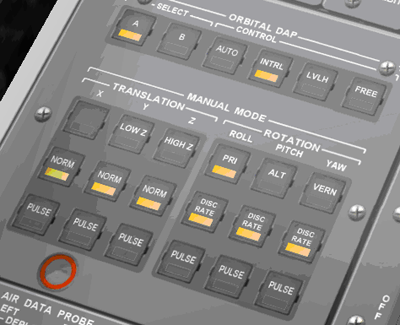 ORBITAL DAP
SELECT
CONTROL
A
B
AUTO
INTRL
LVLH
FREE
MANUAL MODE
TRANSLATION
ROTATION
X
Y
Z
ROLL
PITCH
YAW
LOW Z
HIGH Z
PRI
ALT
VERN
NORM
NORM
NORM
DISC
RATE
DISC
RATE
DISC
RATE
PULSE
PULSE
PULSE
PULSE
PULSE
PULSE
AIR DATA PROBE
OFF